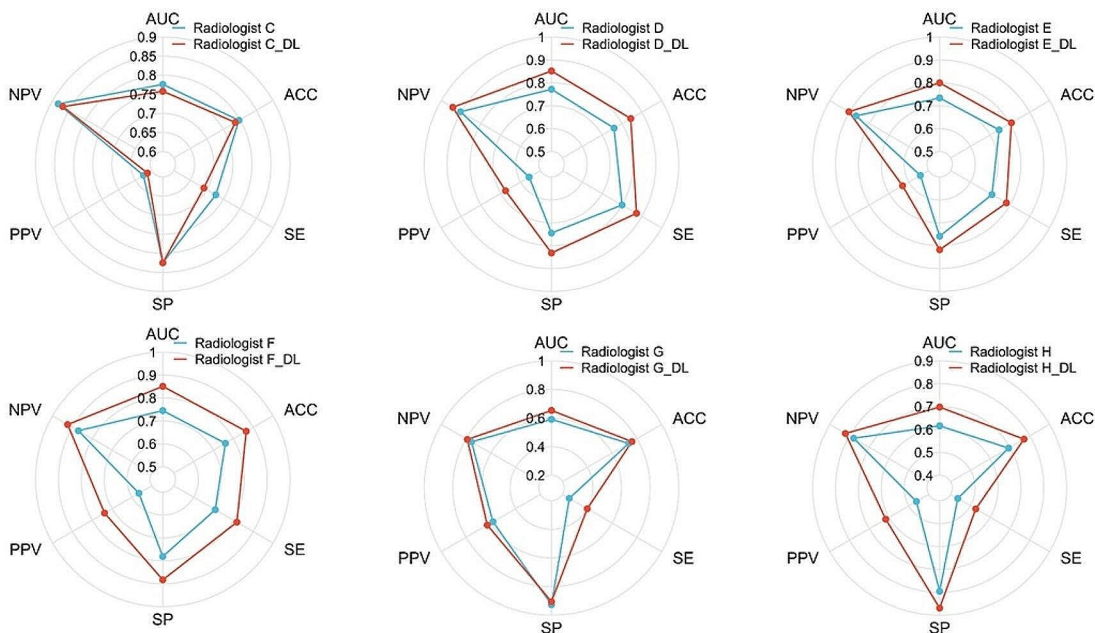 AUC
Radiologist C
Radiologist C_DL
0.9
0.85
0.8
0.75
0.7
0.65
0.6
NPV
ACC
PPV
SE
SP
AUC
Radiologist D
Radiologist D_DL
1
0.9
0.8
0.7
0.6
0.5
NPV
ACC
PPV
SE
SP
AUC
Radiologist E
Radiologist E_DL
1
0.9
0.8
0.7
0.6
0.5
NPV
ACC
PPV
SE
SP
AUC
Radiologist F
Radiologist F_DL
1
0.9
0.8
0.7
0.6
0.5
NPV
ACC
PPV
SE
SP
AUC
Radiologist G
Radiologist G_DL
1
0.8
0.6
0.4
0.2
NPV
ACC
PPV
SE
SP
AUC
Radiologist H
Radiologist H_DL
0.9
0.8
0.7
0.6
0.5
0.4
NPV
ACC
PPV
SE
SP